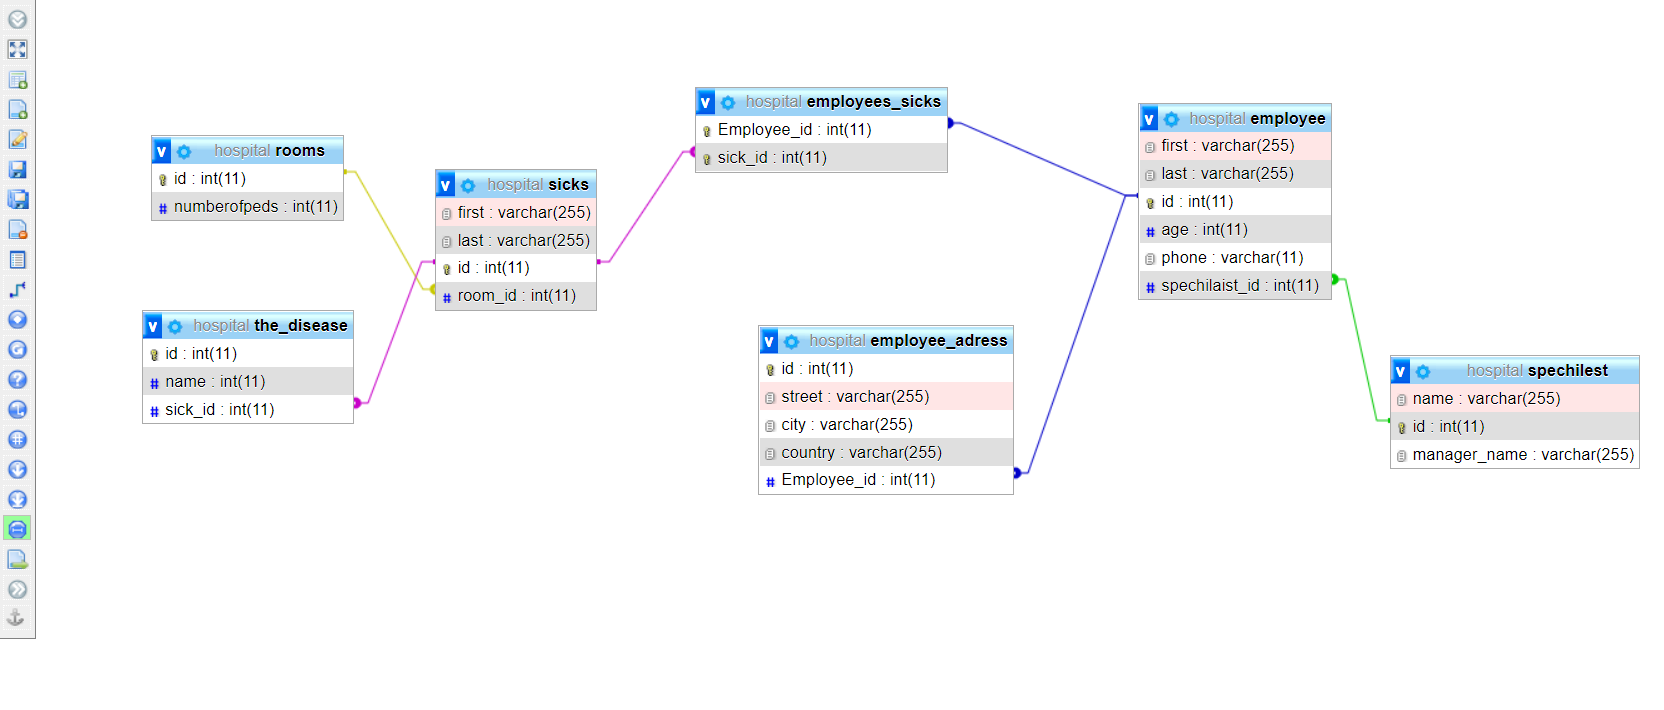 hospital rooms
id : int(11)
numberofpeds : int(11)
hospital the_disease
id : int(11)
name : int(11)
sick_id : int(11)
hospital sicks
first : varchar(255)
last : varchar(255)
id : int(11)
room_id : int(11)
hospital employees_sicks
Employee_id : int(11)
sick_id : int(11)
hospital employee_adress
id : int(11)
street : varchar(255)
city : varchar(255)
country : varchar(255)
Employee_id : int(11)
hospital employee
first : varchar(255)
last : varchar(255)
id : int(11)
age : int(11)
phone : varchar(11)
spechilaist_id : int(11)
hospital spechilest
name : varchar(255)
id : int(11)
manager_name : varchar(255)